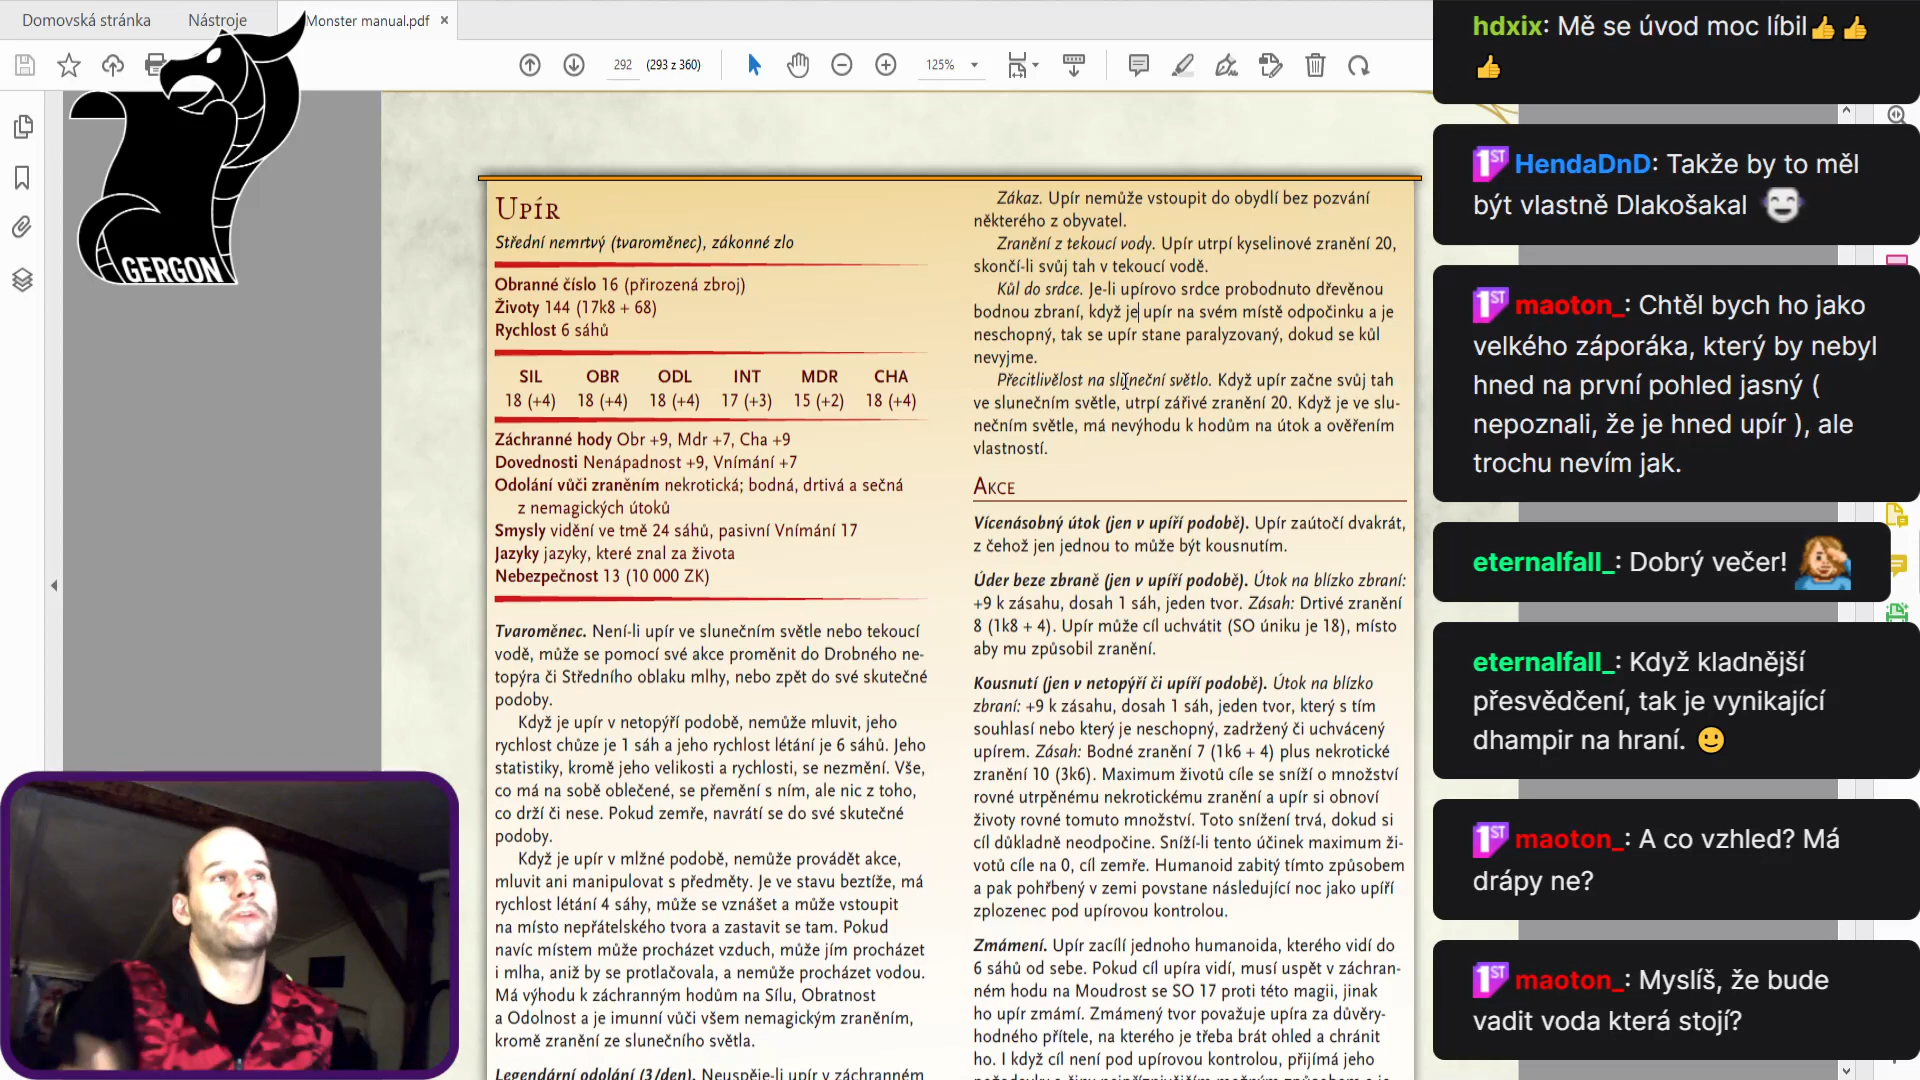 Domovská stránka
Nástroje
Monster manual.pdf
×
292
(293 z 360)
125%
GERGON
Upír
Střední nemrtvý (tvaroměnec), zákonné zlo
Obranné číslo 16 (přirozená zbroj)
Životy 144 (17k8 + 68)
Rychlost 6 sáhů
SIL OBR ODL INT MDR CHA
18 (+4) 18 (+4) 18 (+4) 17 (+3) 15 (+2) 18 (+4)
Záchranné hody Obr +9, Mdr +7, Cha +9
Dovednosti Nenápadnost +9, Vnímání +7
Odolání vůči zraněním nekrotická; bodná, drtivá a sečná
z nemagických útoků
Smysly vidění ve tmě 24 sáhů, pasivní Vnímání 17
Jazyky jazyky, které znal za života
Nebezpečnost 13 (10 000 ZK)
Tvaroměnec. Není-li upír ve slunečním světle nebo tekoucí
vodě, může se pomocí své akce proměnit do Drobného ne-
topýra či Středního oblaku mlhy, nebo zpět do své skutečné
podoby.
Když je upír v netopýří podobě, nemůže mluvit, jeho
rychlost chůze je 1 sáh a jeho rychlost létání je 6 sáhů. Jeho
statistiky, kromě jeho velikosti a rychlosti, se nezmění. Vše,
co má na sobě oblečené, se přemění s ním, ale nic z toho,
co drží či nese. Pokud zemře, navrátí se do své skutečné
podoby.
Když je upír v mlžné podobě, nemůže provádět akce,
mluvit ani manipulovat s předměty. Je ve stavu beztíže, má
rychlost létání 4 sáhy, může se vznášet a může vstoupit
na místo nepřátelského tvora a zastavit se tam. Pokud
navíc místem může procházet vzduch, může jím procházet
i mlha, aniž by se protlačovala, a nemůže procházet vodou.
Má výhodu k záchranným hodům na Sílu, Obratnost
a Odolnost a je imunní vůči všem nemagickým zraněním,
kromě zranění ze slunečního světla.
Legendární odolání (3/den). Neuspěje-li upír v záchranném
Zákaz. Upír nemůže vstoupit do obydlí bez pozvání
některého z obyvatel.
Zranění z tekoucí vody. Upír utrpí kyselinové zranění 20,
skončí-li svůj tah v tekoucí vodě.
Kůl do srdce. Je-li upírovo srdce probodnuto dřevěnou
bodnou zbraní, když je upír na svém místě odpočinku a je
neschopný, tak se upír stane paralyzovaný, dokud se kůl
nevyjme.
Přecitlivělost na sluneční světlo. Když upír začne svůj tah
ve slunečním světle, utrpí zářivé zranění 20. Když je ve slu-
nečním světle, má nevýhodu k hodům na útok a ověřením
vlastností.
Akce
Vícenásobný útok (jen v upíří podobě). Upír zaútočí dvakrát,
z čehož jen jednou to může být kousnutím.
Úder beze zbraně (jen v upíří podobě). Útok na blízko zbraní:
+9 k zásahu, dosah 1 sáh, jeden tvor. Zásah: Drtivé zranění
8 (1k8 + 4). Upír může cíl uchvátit (SO úniku je 18), místo
aby mu způsobil zranění.
Kousnutí (jen v netopýří či upíří podobě). Útok na blízko
zbraní: +9 k zásahu, dosah 1 sáh, jeden tvor, který s tím
souhlasí nebo který je neschopný, zadržený či uchvácený
upírem. Zásah: Bodné zranění 7 (1k6 + 4) plus nekrotické
zranění 10 (3k6). Maximum životů cíle se sníží o množství
rovné utrpěnému nekrotickému zranění a upír si obnoví
životy rovné tomuto množství. Toto snížení trvá, dokud si
cíl důkladně neodpočine. Sníží-li tento účinek maximum ži-
votů cíle na 0, cíl zemře. Humanoid zabitý tímto způsobem
a pak pohřbený v zemi povstane následující noc jako upíří
zplozenec pod upírovou kontrolou.
Zmámení. Upír zacílí jednoho humanoida, kterého vidí do
6 sáhů od sebe. Pokud cíl upíra vidí, musí uspět v záchran-
ném hodu na Moudrost se SO 17 proti této magii, jinak
ho upír zmámí. Zmámený tvor považuje upíra za důvěry-
hodného přítele, na kterého je třeba brát ohled a chránit
ho. I když cíl není pod upírovou kontrolou, přijímá jeho
hdxix: Mě se úvod moc líbil👍👍
👍
1ST HendaDnD: Takže by to měl
být vlastně Dlakošakal
1ST maoton_: Chtěl bych ho jako
velkého záporáka, který by nebyl
hned na první pohled jasný (
nepoznali, že je hned upír ), ale
trochu nevím jak.
eternalfall_: Dobrý večer!
eternalfall_: Když kladnější
přesvědčení, tak je vynikající
dhampir na hraní. 🙂
1ST maoton_: A co vzhled? Má
drápy ne?
1ST maoton_: Myslíš, že bude
vadit voda která stojí?